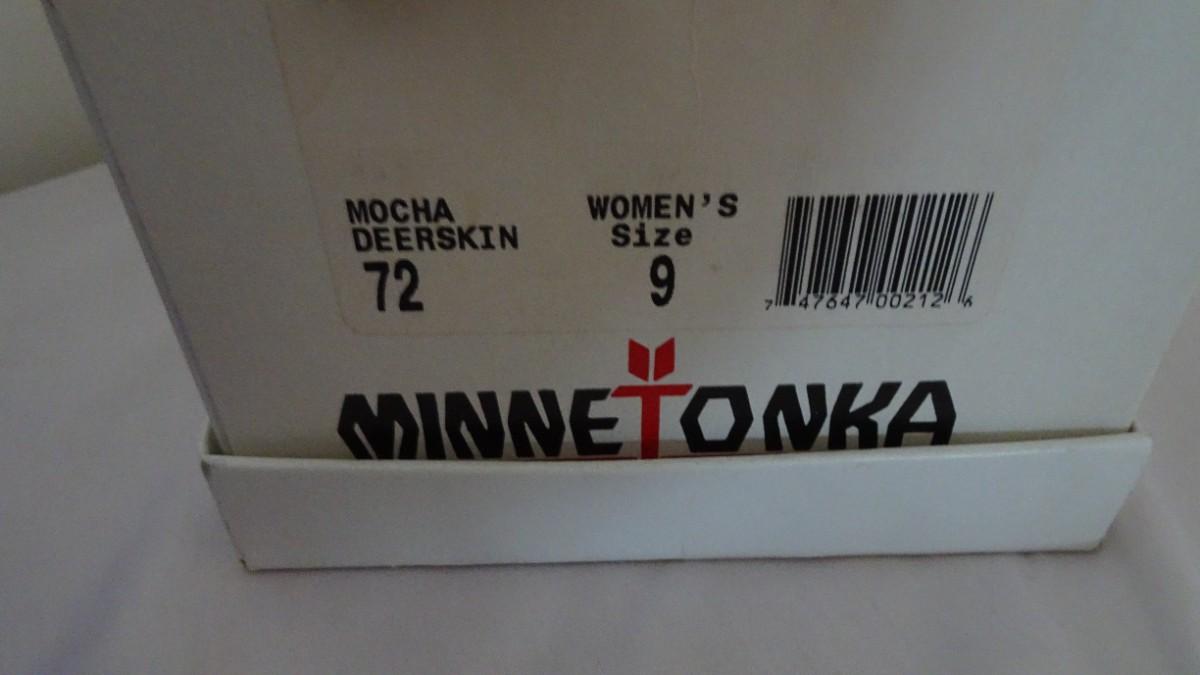 MOCHA
DEERSKIN
72
WOMEN'S
Size
9
7 47647 00212 6
MINNETONKA